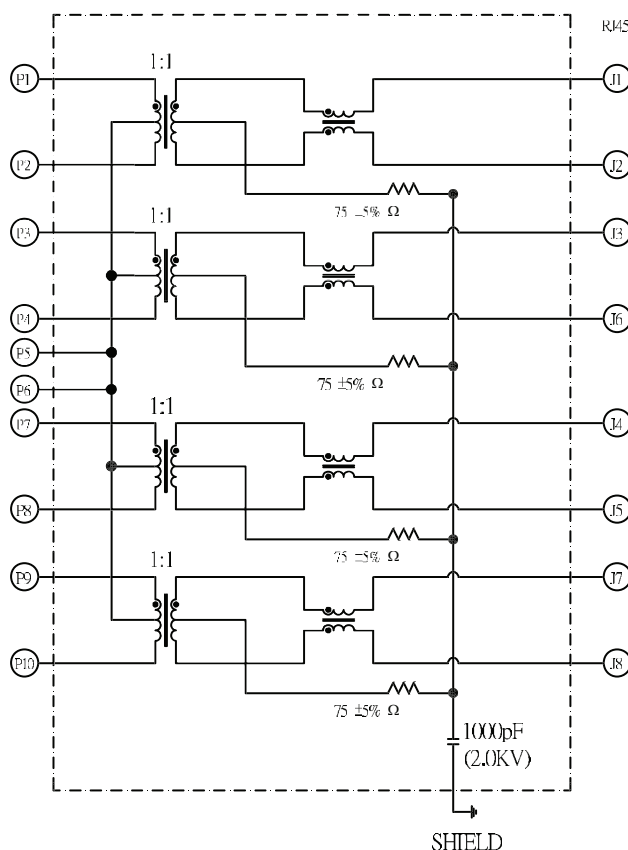 RJ45
1:1
P1
J1
P2
J2
75 ±5% Ω
1:1
P3
J3
P4
J6
P5
75 ±5% Ω
P6
1:1
P7
J4
P8
J5
75 ±5% Ω
1:1
P9
J7
P10
J8
75 ±5% Ω
1000pF
(2.0KV)
SHIELD